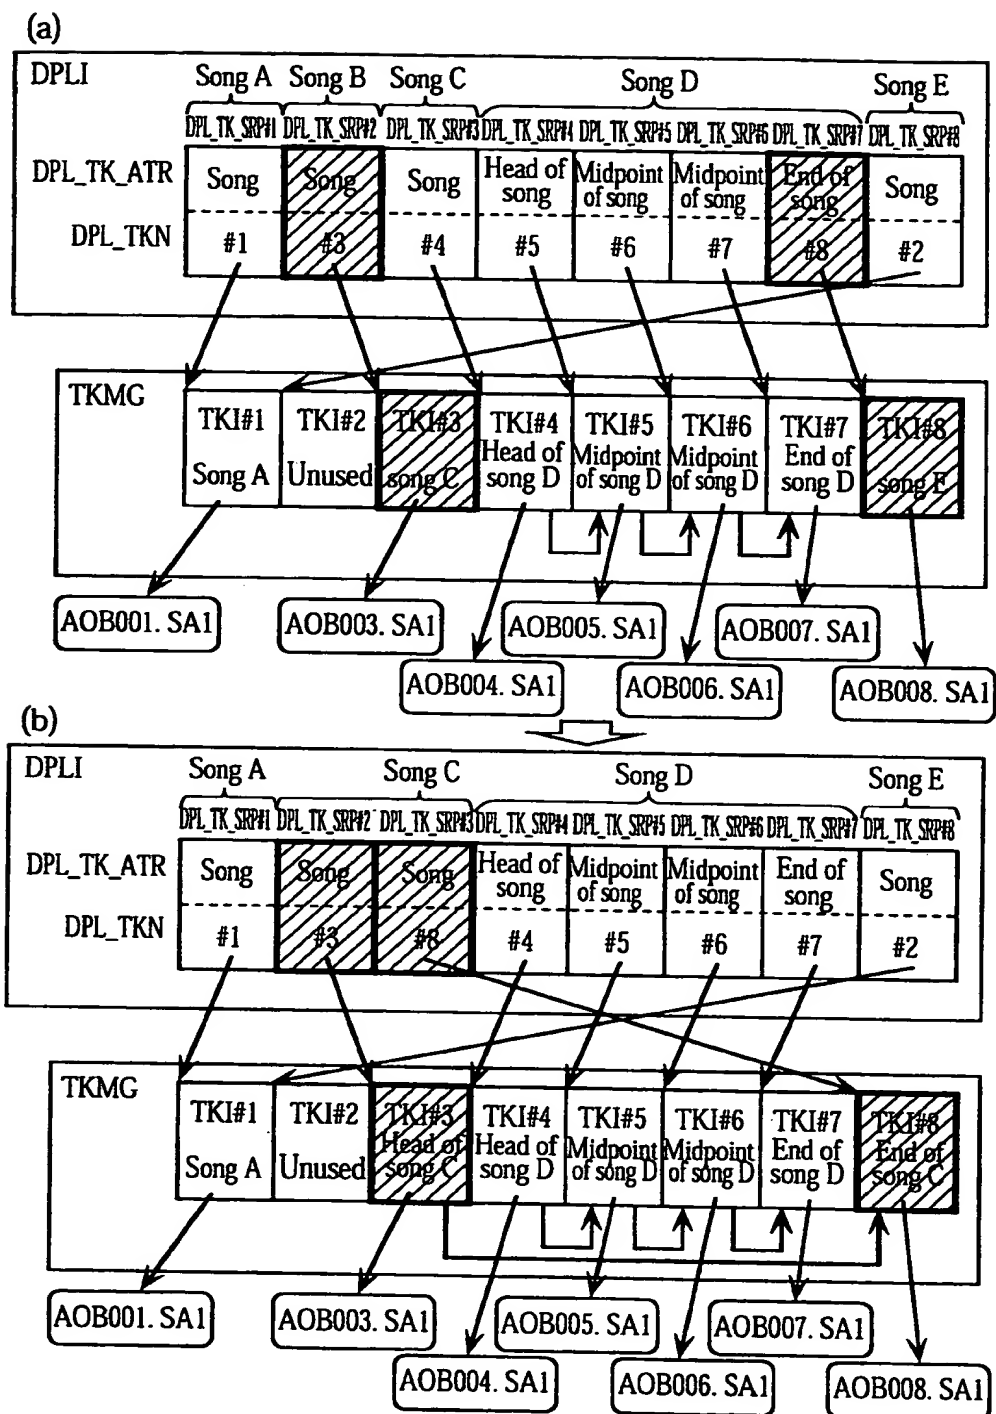 (a)
DPLI
Song A Song B Song C Song D Song E
DPL_TK_SRP#1 DPL_TK_SRP#2 DPL_TK_SRP#3 DPL_TK_SRP#4 DPL_TK_SRP#5 DPL_TK_SRP#6 DPL_TK_SRP#7 DPL_TK_SRP#8
DPL_TK_ATR Song Song Song Head of song Midpoint of song Midpoint of song End of song Song
DPL_TKN #1 #3 #4 #5 #6 #7 #8 #2
TKMG
TKI#1 TKI#2 TKI#3 TKI#4 TKI#5 TKI#6 TKI#7 TKI#8
Song A Unused song C Head of song D Midpoint of song D Midpoint of song D End of song D song E
AOB001. SA1 AOB003. SA1 AOB005. SA1 AOB007. SA1
AOB004. SA1 AOB006. SA1 AOB008. SA1
(b)
DPLI
Song A Song C Song D Song E
DPL_TK_SRP#1 DPL_TK_SRP#2 DPL_TK_SRP#3 DPL_TK_SRP#4 DPL_TK_SRP#5 DPL_TK_SRP#6 DPL_TK_SRP#7 DPL_TK_SRP#8
DPL_TK_ATR Song Song Song Head of song Midpoint of song Midpoint of song End of song Song
DPL_TKN #1 #3 #8 #4 #5 #6 #7 #2
TKMG
TKI#1 TKI#2 TKI#3 TKI#4 TKI#5 TKI#6 TKI#7 TKI#8
Song A Unused Head of song C Head of song D Midpoint of song D Midpoint of song D End of song D End of song C
AOB001. SA1 AOB003. SA1 AOB005. SA1 AOB007. SA1
AOB004. SA1 AOB006. SA1 AOB008. SA1